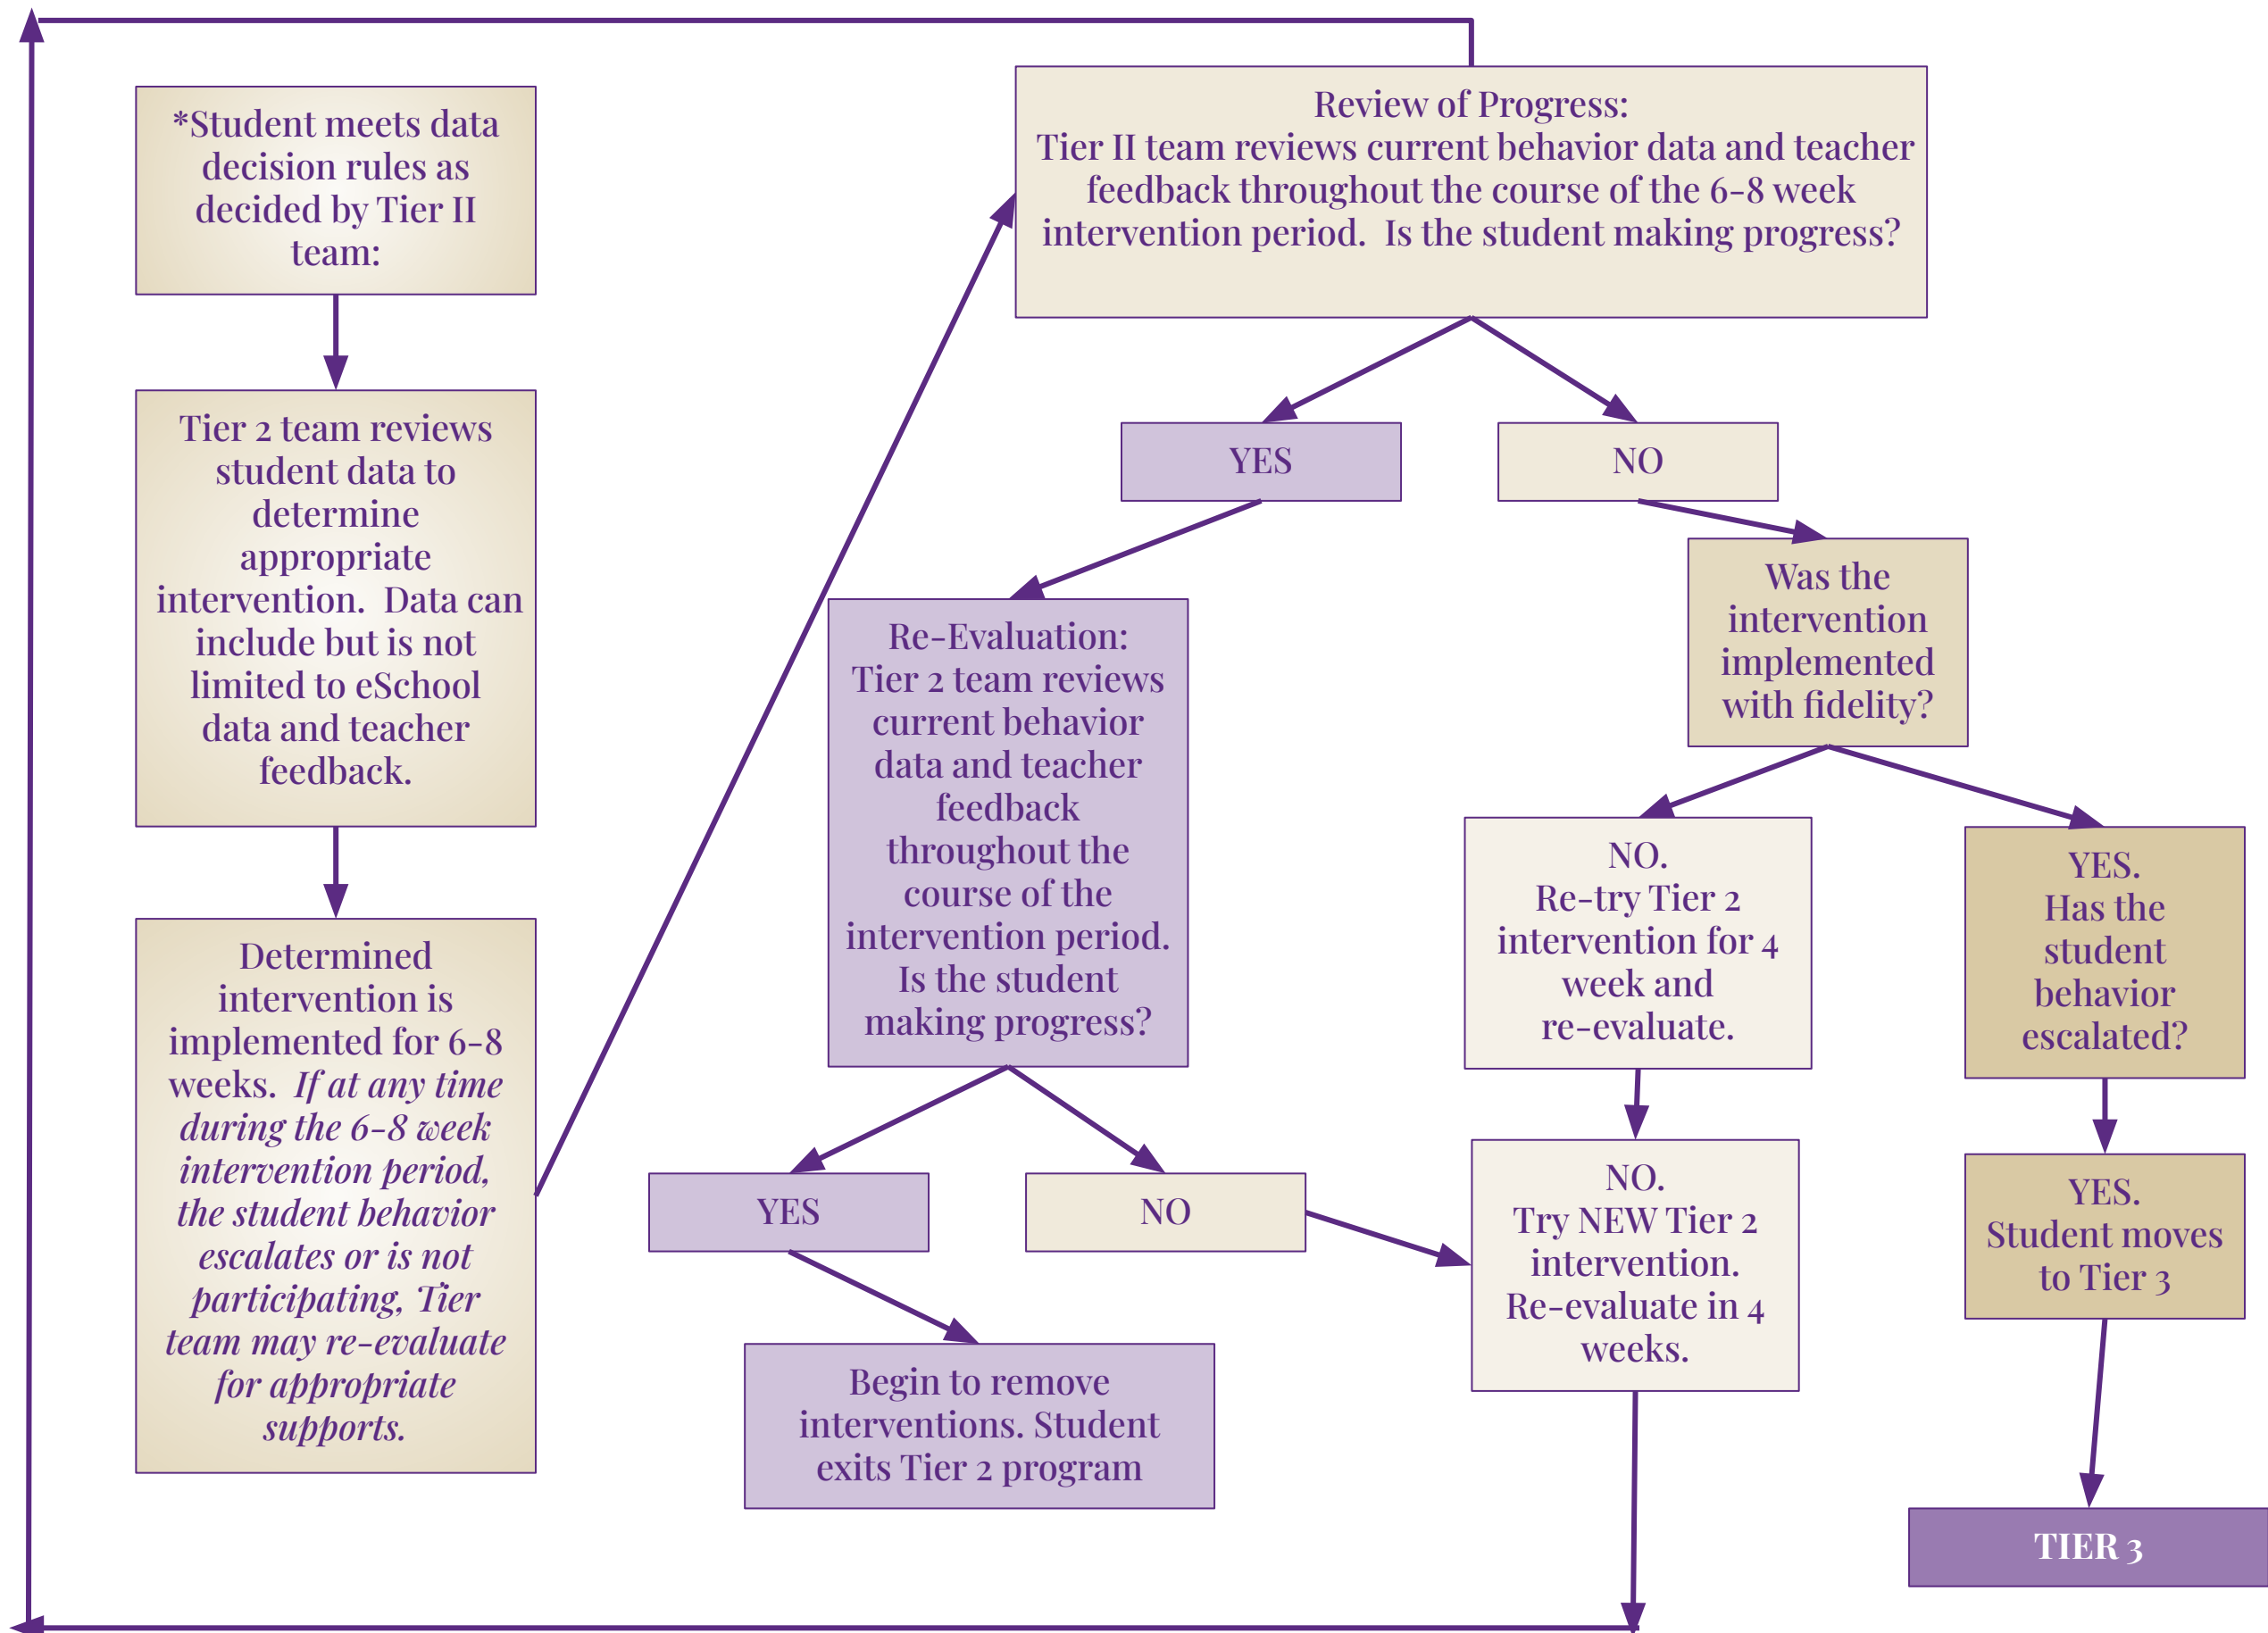 *Student meets data
decision rules as
decided by Tier II
team:
Tier 2 team reviews
student data to
determine
appropriate
intervention.  Data can
include but is not
limited to eSchool
data and teacher
feedback.
Determined
intervention is
implemented for 6-8
weeks.  If at any time
during the 6-8 week
intervention period,
the student behavior
escalates or is not
participating, Tier
team may re-evaluate
for appropriate
supports.
Review of Progress:
Tier II team reviews current behavior data and teacher
feedback throughout the course of the 6-8 week
intervention period.  Is the student making progress?
YES
NO
Re-Evaluation:
Tier 2 team reviews
current behavior
data and teacher
feedback
throughout the
course of the
intervention period.
Is the student
making progress?
YES
NO
Begin to remove
interventions. Student
exits Tier 2 program
Was the
intervention
implemented
with fidelity?
NO.
Re-try Tier 2
intervention for 4
week and
re-evaluate.
NO.
Try NEW Tier 2
intervention.
Re-evaluate in 4
weeks.
YES.
Has the
student
behavior
escalated?
YES.
Student moves
to Tier 3
TIER 3